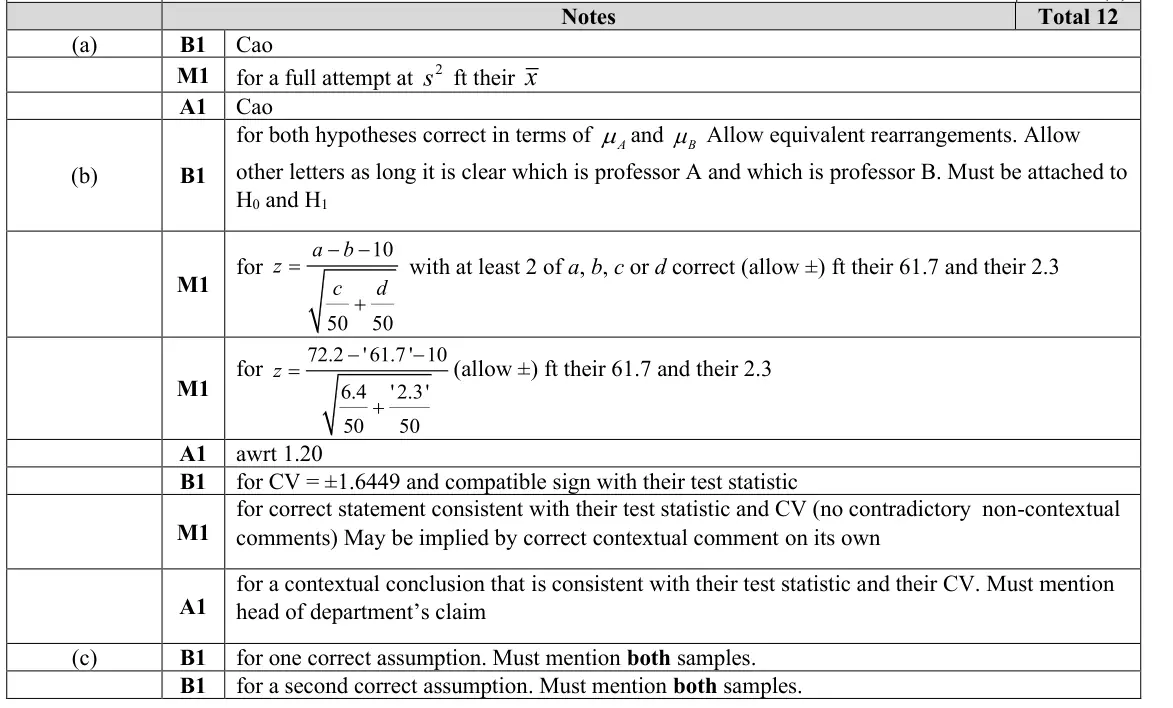 Notes Total 12
(a) B1 Cao
M1 for a full attempt at s² ft their x̅
A1 Cao
for both hypotheses correct in terms of μ_A and μ_B Allow equivalent rearrangements. Allow
(b) B1 other letters as long it is clear which is professor A and which is professor B. Must be attached to
H₀ and H₁
M1 for z = (a − b − 10) / √(c/50 + d/50) with at least 2 of a, b, c or d correct (allow ±) ft their 61.7 and their 2.3
M1 for z = (72.2 − '61.7' − 10) / √(6.4/50 + '2.3'/50) (allow ±) ft their 61.7 and their 2.3
A1 awrt 1.20
B1 for CV = ±1.6449 and compatible sign with their test statistic
M1 for correct statement consistent with their test statistic and CV (no contradictory non-contextual
comments) May be implied by correct contextual comment on its own
A1 for a contextual conclusion that is consistent with their test statistic and their CV. Must mention
head of department's claim
(c) B1 for one correct assumption. Must mention both samples.
B1 for a second correct assumption. Must mention both samples.